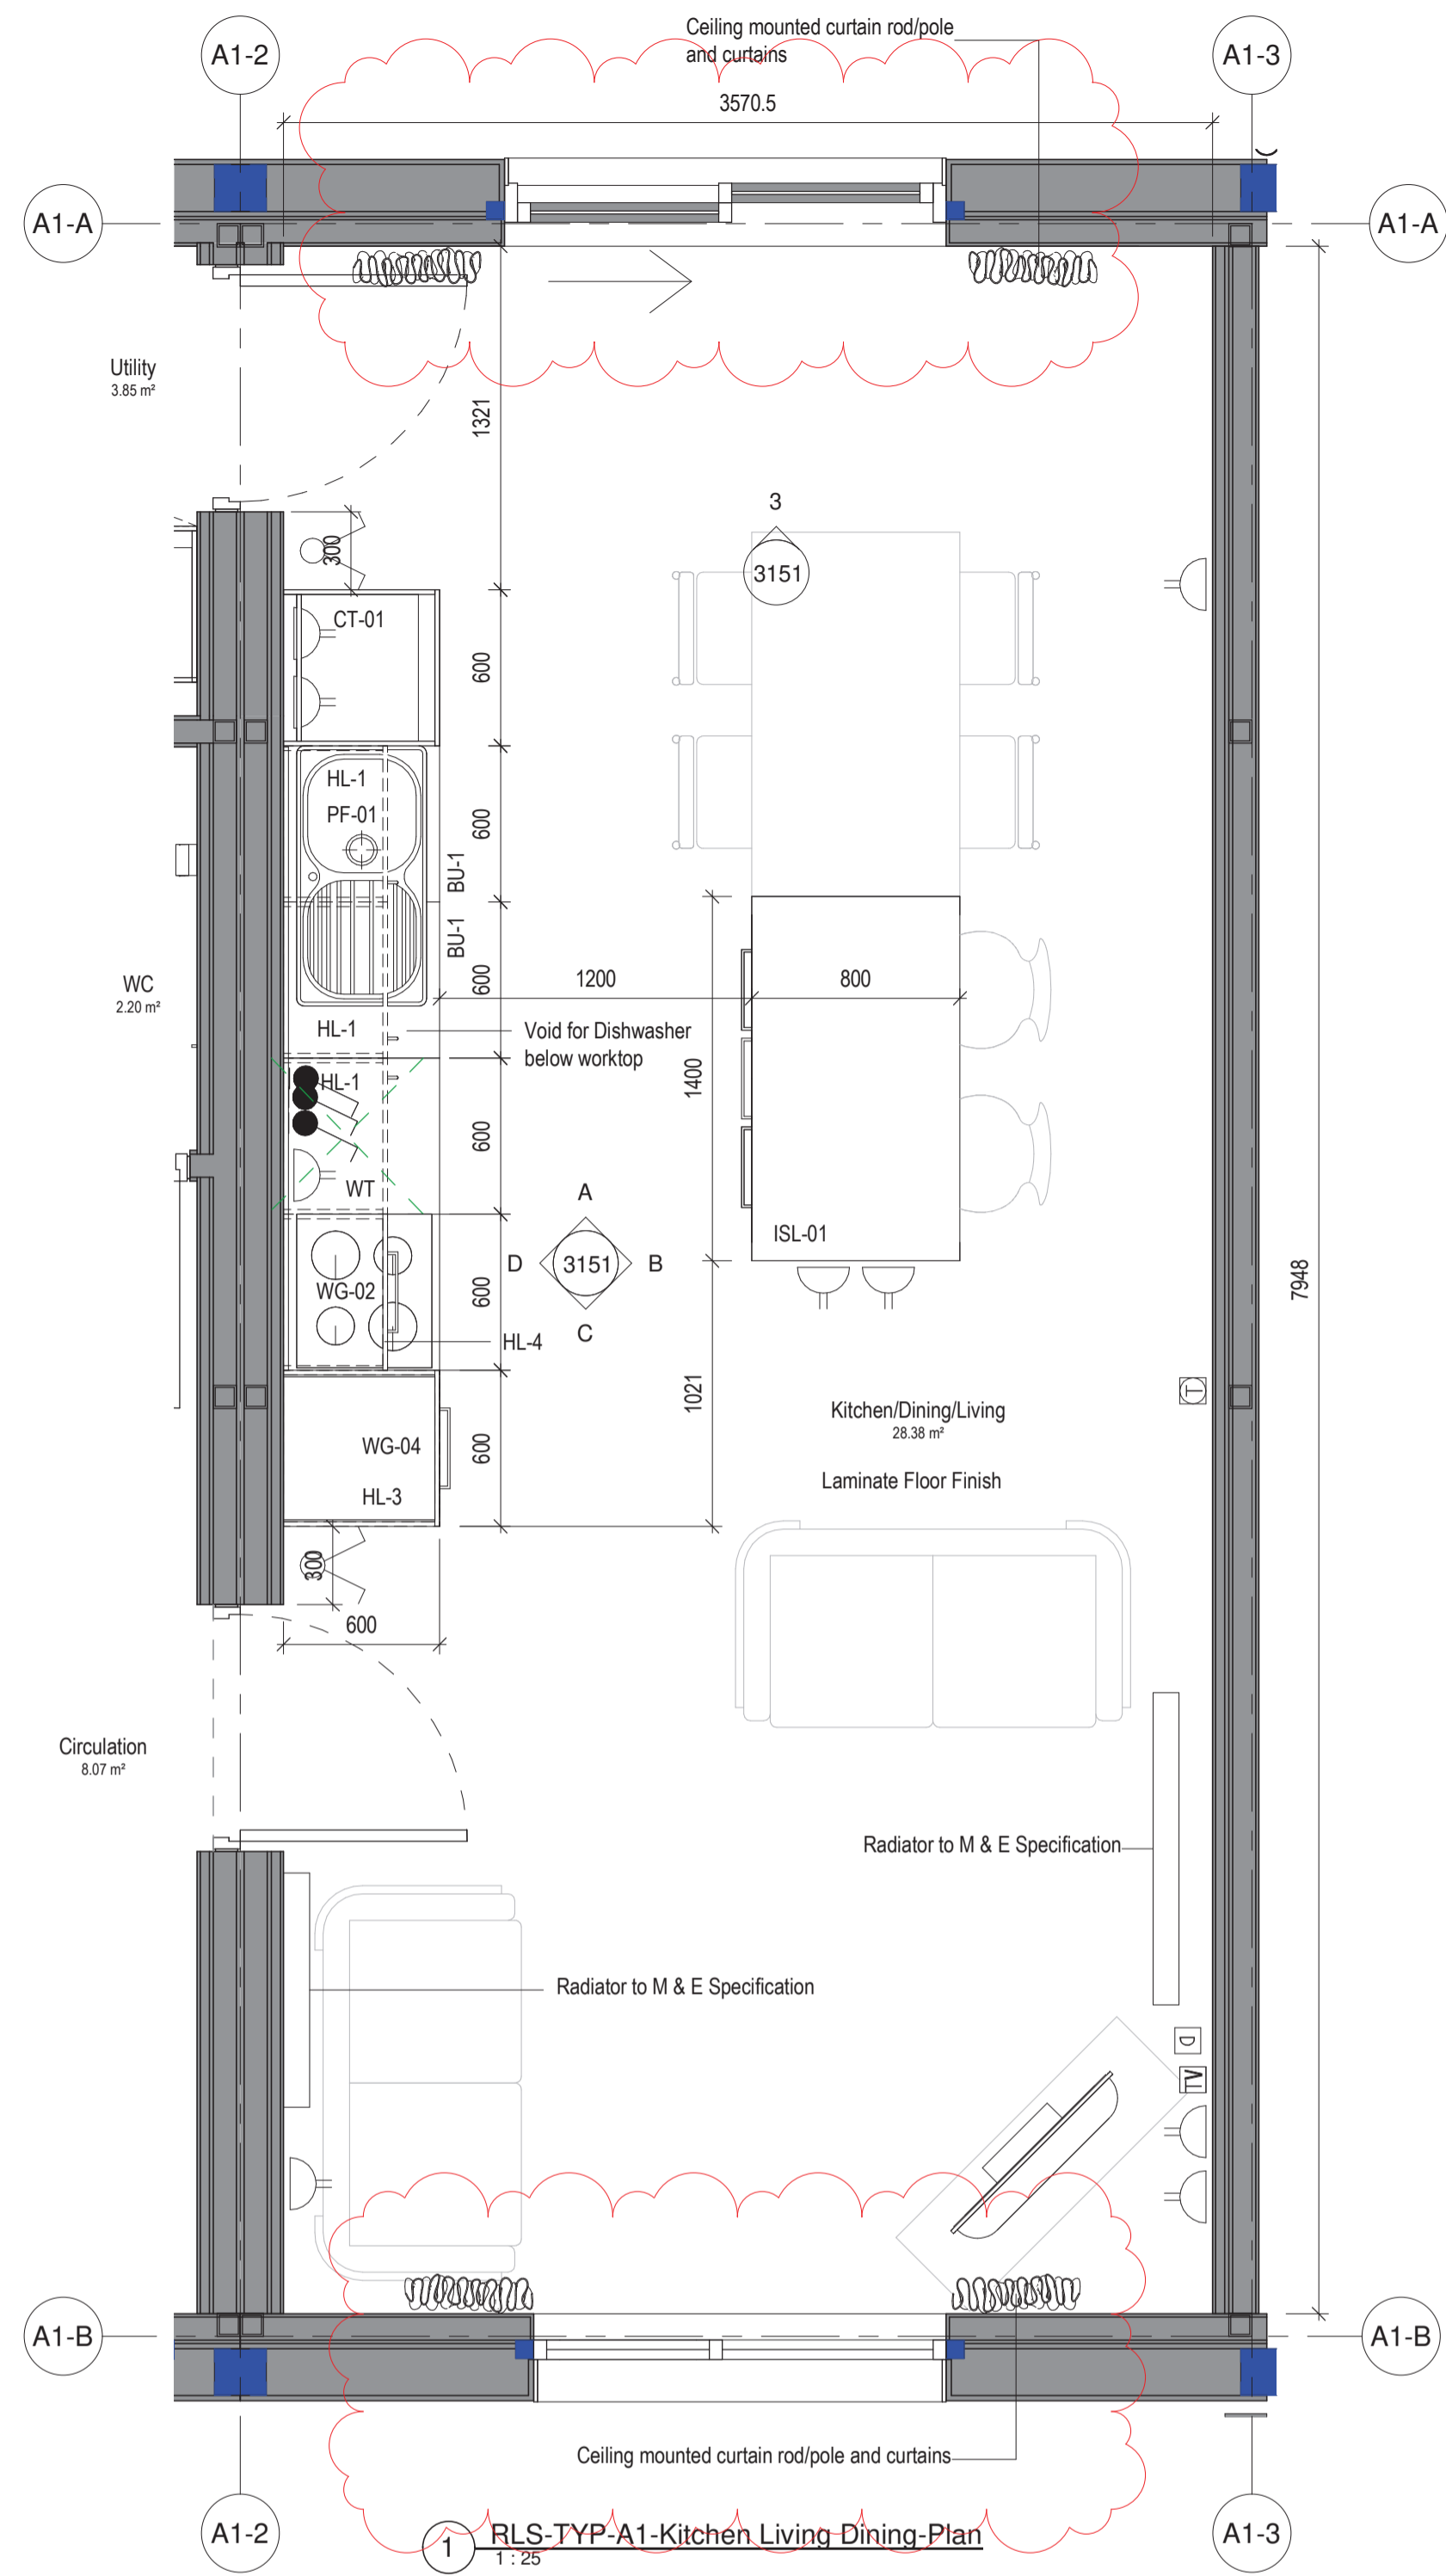 Ceiling mounted curtain rod/pole
and curtains
A1-2
A1-3
3570.5
A1-A
A1-A
Utility
3.85 m²
1321
3
3151
300
CT-01
600
HL-1
PF-01
600
BU-1
BU-1
WC
2.20 m²
600
1200
800
HL-1
Void for Dishwasher
below worktop
HL-1
1400
600
WT
A
D
3151
B
C
ISL-01
WG-02
600
HL-4
7948
1021
Kitchen/Dining/Living
28.38 m²
T
WG-04
600
HL-3
Laminate Floor Finish
300
600
Circulation
8.07 m²
Radiator to M & E Specification
Radiator to M & E Specification
D
TV
A1-B
A1-B
Ceiling mounted curtain rod/pole and curtains
A1-2
1
RLS-TYP-A1-Kitchen Living Dining-Plan
1 : 25
A1-3